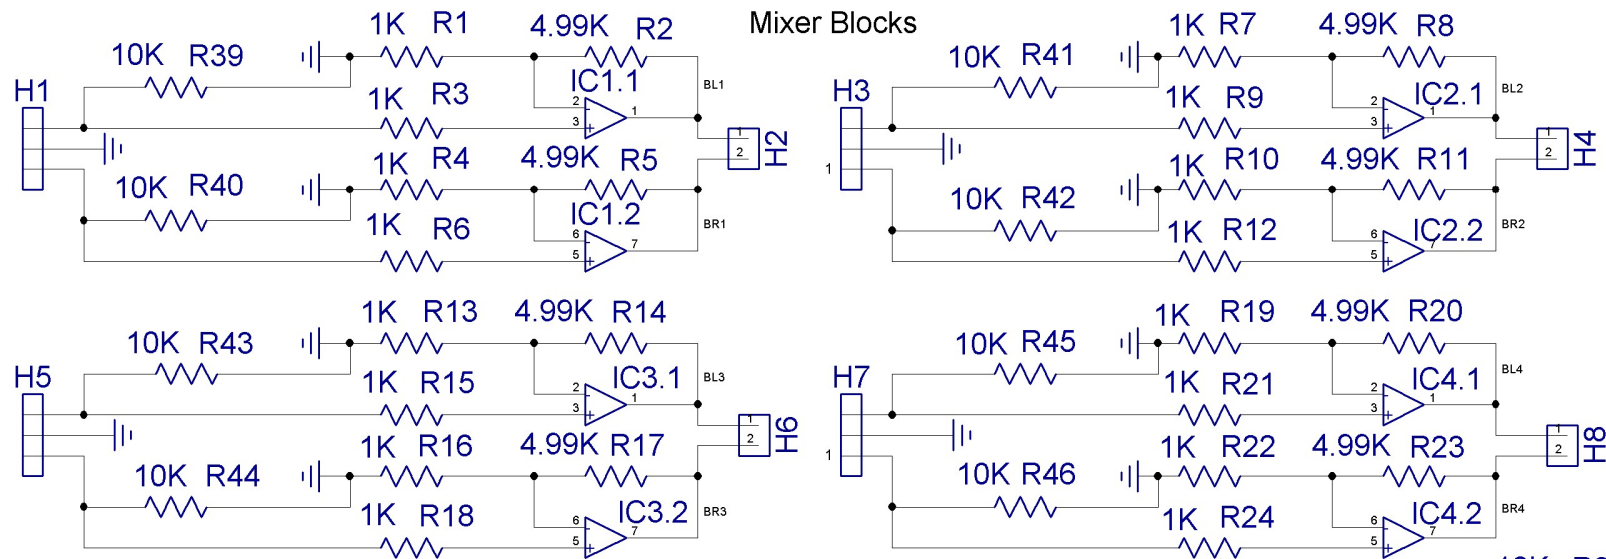 Mixer Blocks
1K R1 4.99K R2
10K R39
IC1.1
H1
1K R3
BL1
2
3
1
H2
1
2
1K R4 4.99K R5
10K R40
IC1.2
1K R6
BR1
6
5
7
1K R7 4.99K R8
10K R41
IC2.1
H3
1K R9
BL2
2
3
1
H4
1
2
1
1K R10 4.99K R11
10K R42
IC2.2
1K R12
BR2
6
5
7
1K R13 4.99K R14
10K R43
IC3.1
H5
1K R15
BL3
2
3
1
H6
1
2
1K R16 4.99K R17
10K R44
IC3.2
1K R18
BR3
6
5
7
1K R19 4.99K R20
10K R45
IC4.1
H7
1K R21
BL4
2
3
1
H8
1
2
1
1K R22 4.99K R23
10K R46
IC4.2
1K R24
BR4
6
5
7